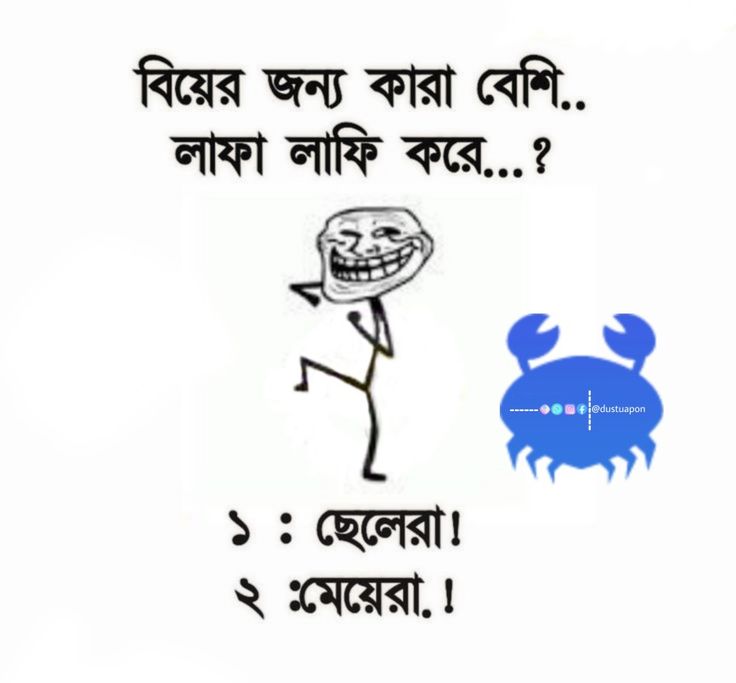 বিয়ের জন্য কারা বেশি..
লাফা লাফি করে...?
@dustuapon
১ : ছেলেরা!
২ :মেয়েরা.!